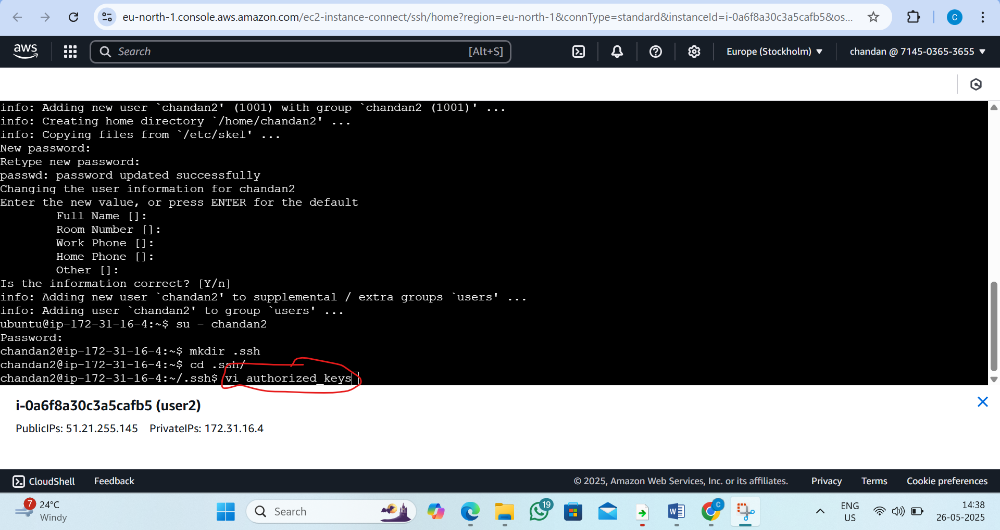 eu-north-1.console.aws.amazon.com/ec2-instance-connect/ssh/home?region=eu-north-1&connType=standard&instanceId=i-0a6f8a30c3a5cafb5&os...
C
aws
Search
[Alt+S]
Europe (Stockholm)
chandan @ 7145-0365-3655
info: Adding new user `chandan2' (1001) with group `chandan2 (1001)' ...
info: Creating home directory `/home/chandan2' ...
info: Copying files from `/etc/skel' ...
New password:
Retype new password:
passwd: password updated successfully
Changing the user information for chandan2
Enter the new value, or press ENTER for the default
Full Name []:
Room Number []:
Work Phone []:
Home Phone []:
Other []:
Is the information correct? [Y/n]
info: Adding new user `chandan2' to supplemental / extra groups `users' ...
info: Adding user `chandan2' to group `users' ...
ubuntu@ip-172-31-16-4:~$ su - chandan2
Password:
chandan2@ip-172-31-16-4:~$ mkdir .ssh
chandan2@ip-172-31-16-4:~$ cd .ssh/
chandan2@ip-172-31-16-4:~/.ssh$ vi authorized_keys
i-0a6f8a30c3a5cafb5 (user2)
PublicIPs: 51.21.255.145 PrivateIPs: 172.31.16.4
CloudShell
Feedback
© 2025, Amazon Web Services, Inc. or its affiliates.
Privacy
Terms
Cookie preferences
7
24°C
Windy
Search
19
W
C
ENG
US
14:38
26-05-2025